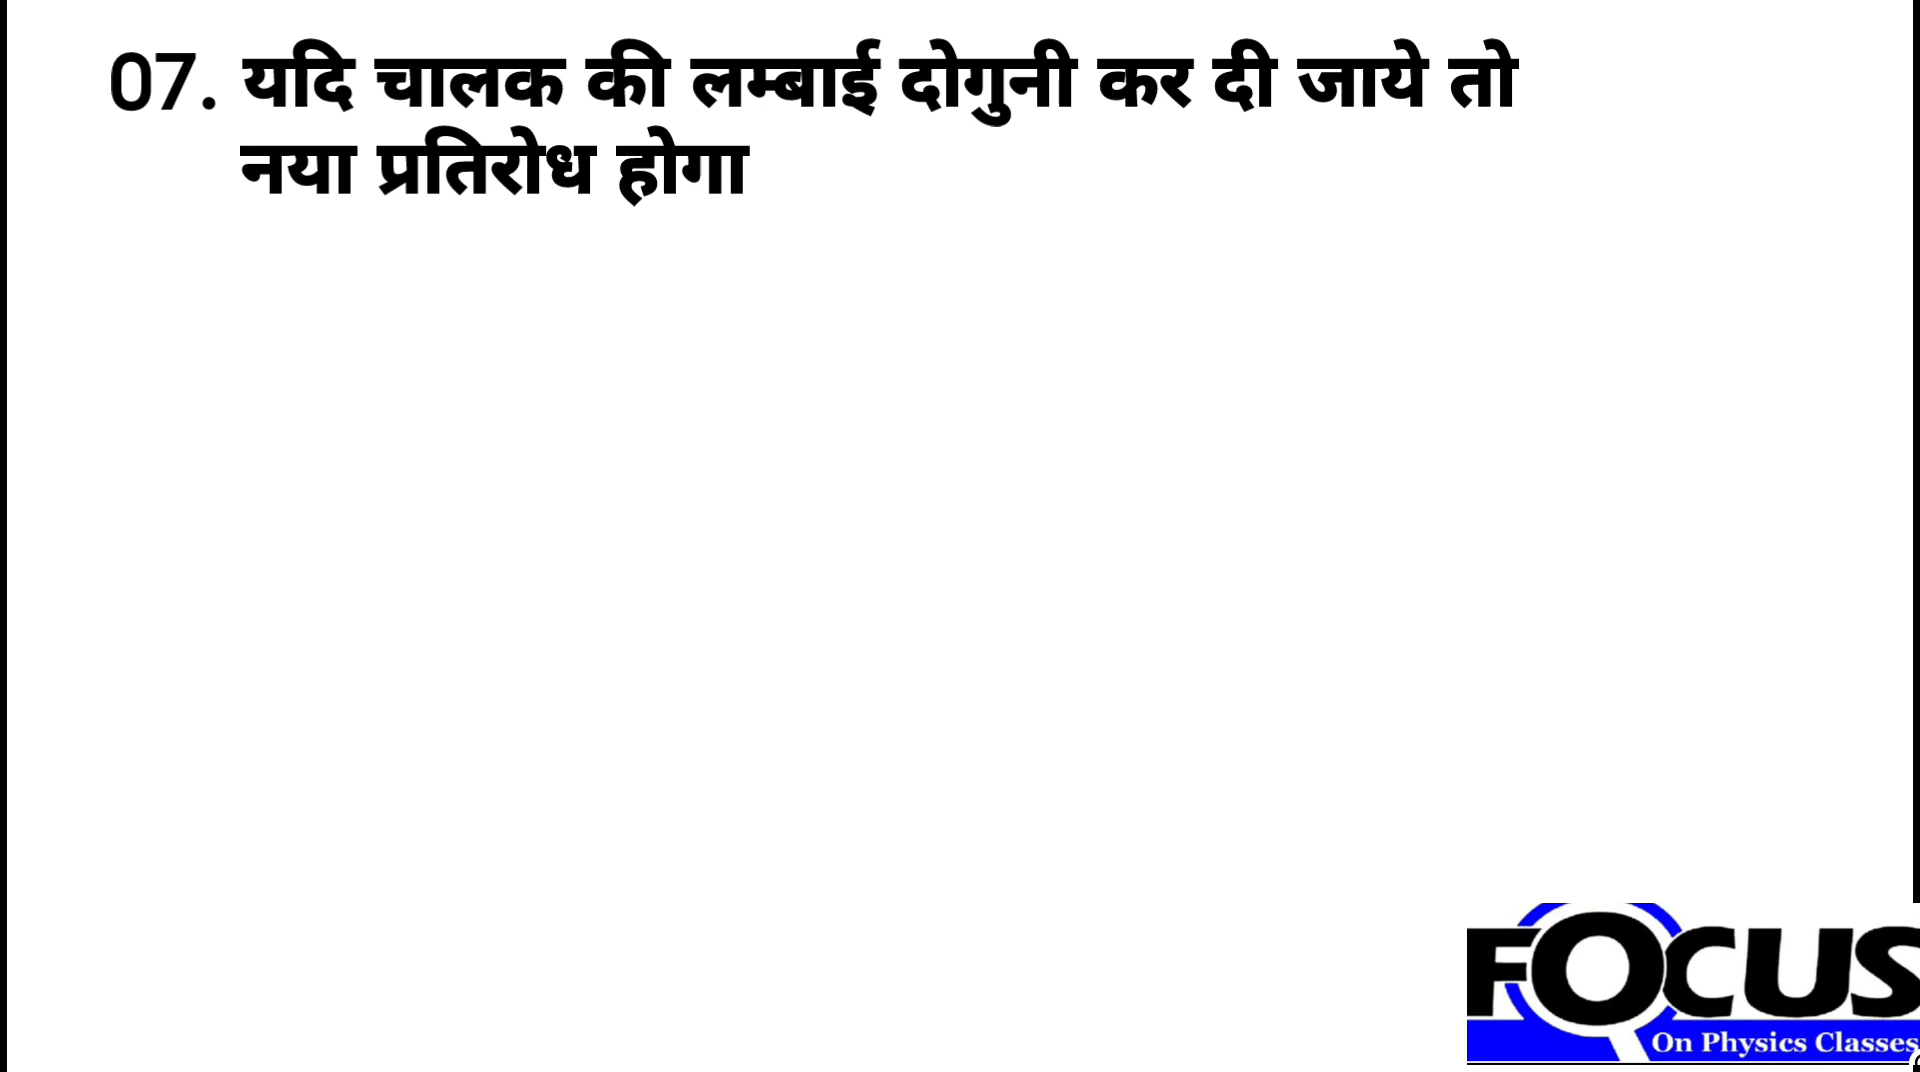 07. यदि चालक की लम्बाई दोगुनी कर दी जाये तो
नया प्रतिरोध होगा
FOCUS
On Physics Classes